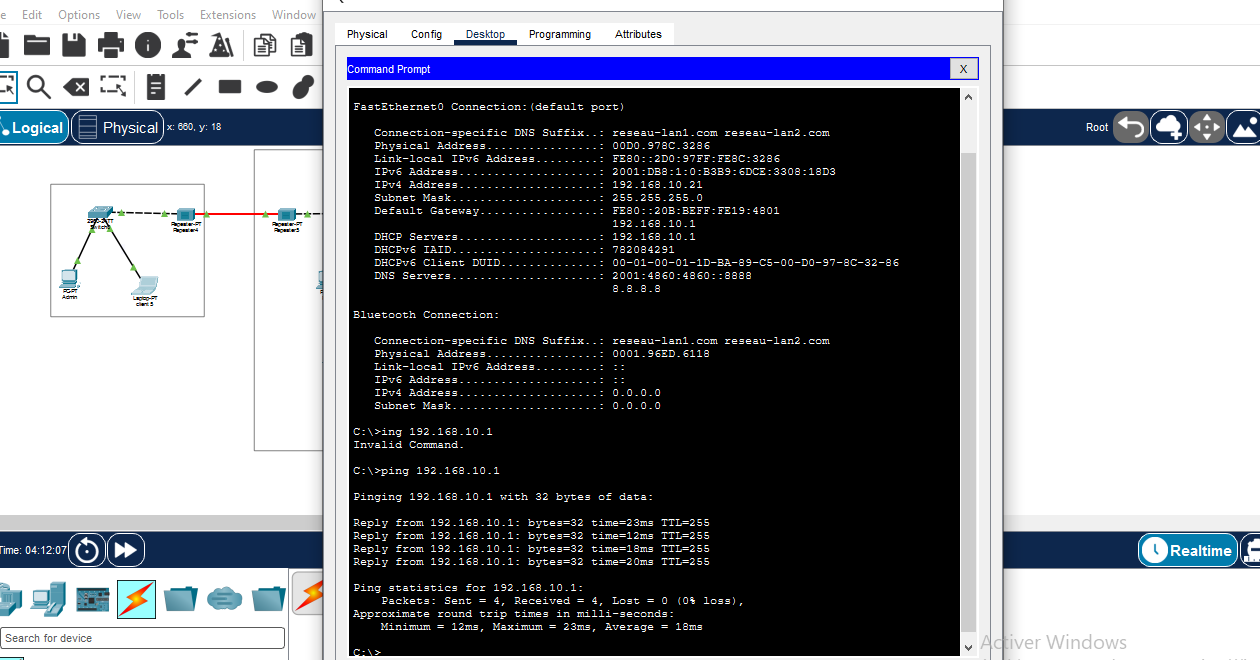 Edit Options View Tools Extensions Window
Physical Config Desktop Programming Attributes
Command Prompt
X
Logical
Physical
x: 660, y: 18
Root
FastEthernet0 Connection:(default port)
Connection-specific DNS Suffix..: reseau-lan1.com reseau-lan2.com
Physical Address................: 00D0.978C.3286
Link-local IPv6 Address.........: FE80::2D0:97FF:FE8C:3286
IPv6 Address....................: 2001:DB8:1:0:B3B9:6DCE:3308:18D3
IPv4 Address....................: 192.168.10.21
Subnet Mask.....................: 255.255.255.0
Default Gateway.................: FE80::20B:BEFF:FE19:4801
192.168.10.1
DHCP Servers....................: 192.168.10.1
DHCPv6 IAID.....................: 782084291
DHCPv6 Client DUID..............: 00-01-00-01-1D-BA-89-C5-00-D0-97-8C-32-86
DNS Servers.....................: 2001:4860:4860::8888
8.8.8.8
Bluetooth Connection:
Connection-specific DNS Suffix..: reseau-lan1.com reseau-lan2.com
Physical Address................: 0001.96ED.6118
Link-local IPv6 Address.........: ::
IPv6 Address....................: ::
IPv4 Address....................: 0.0.0.0
Subnet Mask.....................: 0.0.0.0
C:\>ing 192.168.10.1
Invalid Command.
C:\>ping 192.168.10.1
Pinging 192.168.10.1 with 32 bytes of data:
Reply from 192.168.10.1: bytes=32 time=23ms TTL=255
Reply from 192.168.10.1: bytes=32 time=12ms TTL=255
Reply from 192.168.10.1: bytes=32 time=18ms TTL=255
Reply from 192.168.10.1: bytes=32 time=20ms TTL=255
Ping statistics for 192.168.10.1:
Packets: Sent = 4, Received = 4, Lost = 0 (0% loss),
Approximate round trip times in milli-seconds:
Minimum = 12ms, Maximum = 23ms, Average = 18ms
C:\>
Repeater-PT
Repeater4
Repeater-PT
Repeater5
PC-PT
Admin
Laptop-PT
client 5
Time: 04:12:07
Realtime
Search for device
Activer Windows